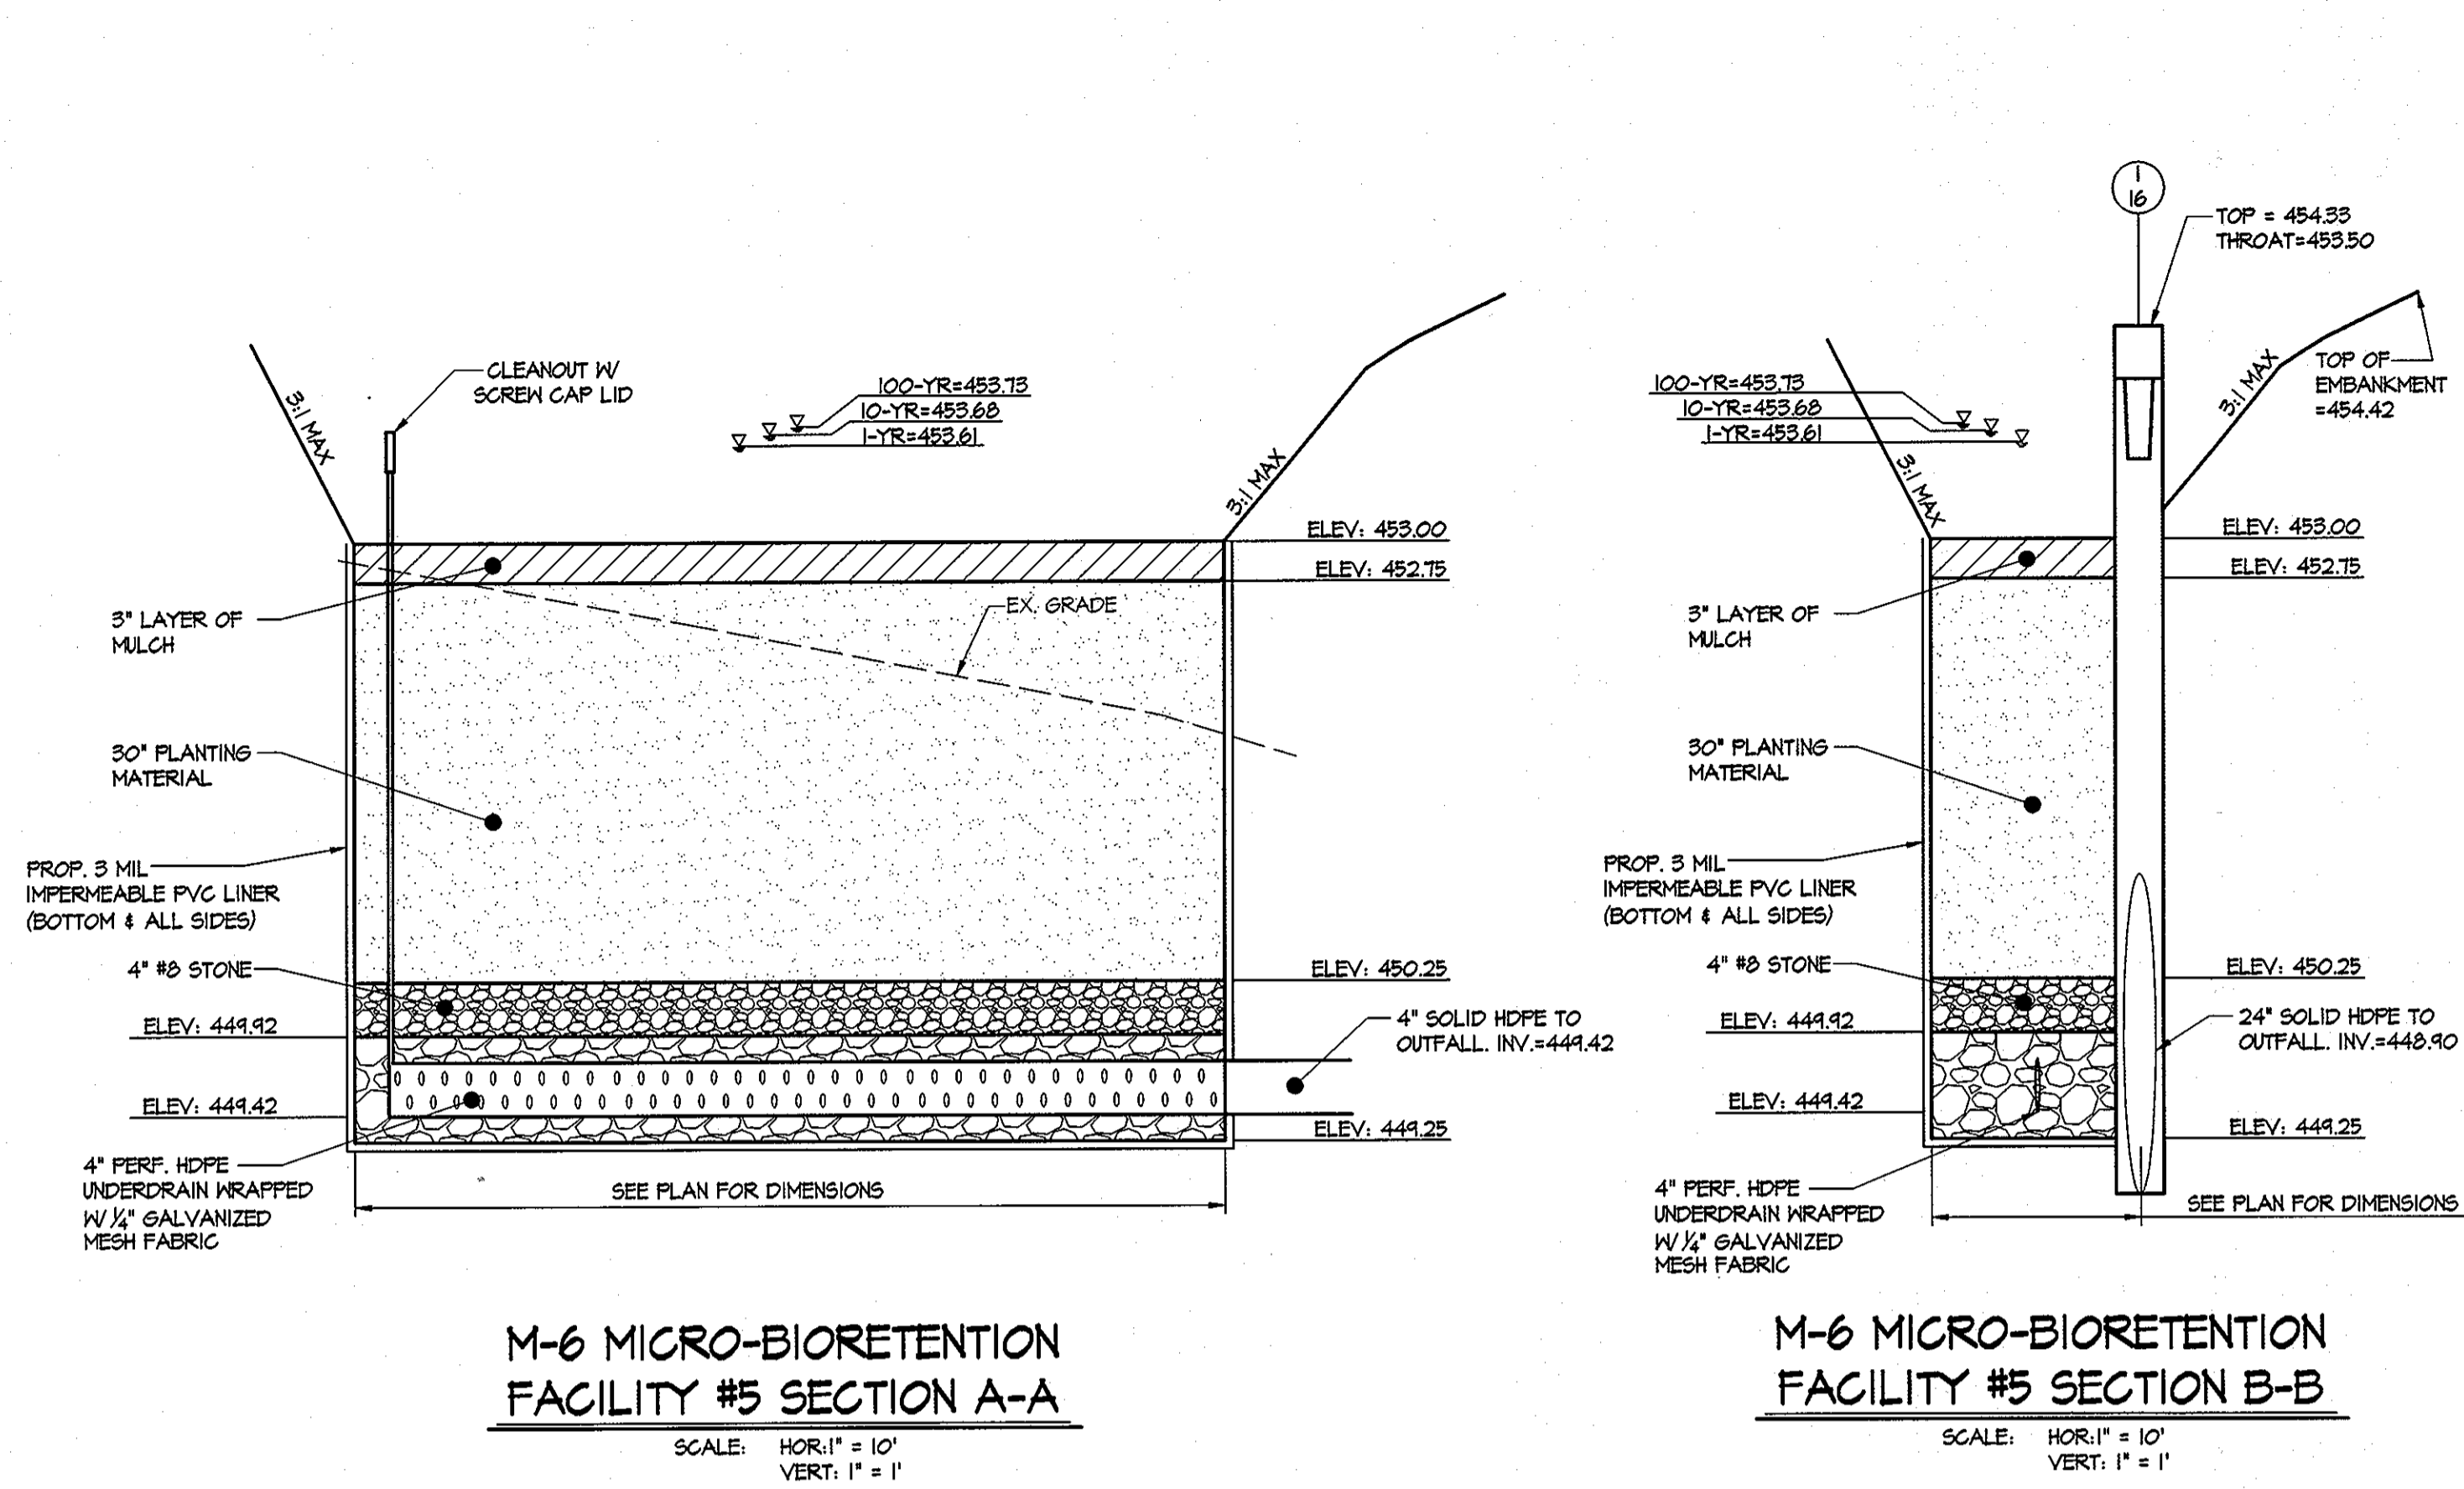 CLEANOUT W/
SCREW CAP LID
3:1 MAX
100-YR=453.73
10-YR=453.68
1-YR=453.61
3:1 MAX
ELEV: 453.00
ELEV: 452.75
EX. GRADE
3" LAYER OF
MULCH
30" PLANTING
MATERIAL
PROP. 3 MIL
IMPERMEABLE PVC LINER
(BOTTOM & ALL SIDES)
4" #8 STONE
ELEV: 450.25
ELEV: 449.92
4" SOLID HDPE TO
OUTFALL. INV.=449.42
ELEV: 449.42
ELEV: 449.25
4" PERF. HDPE
UNDERDRAIN WRAPPED
W/ 1/4" GALVANIZED
MESH FABRIC
SEE PLAN FOR DIMENSIONS
M-6 MICRO-BIORETENTION
FACILITY #5 SECTION A-A
SCALE: HOR:1" = 10'
VERT: 1" = 1'
I
16
TOP = 454.33
THROAT=453.50
100-YR=453.73
10-YR=453.68
1-YR=453.61
3:1 MAX
3:1 MAX
TOP OF
EMBANKMENT
=454.42
ELEV: 453.00
ELEV: 452.75
3" LAYER OF
MULCH
30" PLANTING
MATERIAL
PROP. 3 MIL
IMPERMEABLE PVC LINER
(BOTTOM & ALL SIDES)
4" #8 STONE
ELEV: 450.25
ELEV: 449.92
24" SOLID HDPE TO
OUTFALL. INV.=448.90
ELEV: 449.42
ELEV: 449.25
4" PERF. HDPE
UNDERDRAIN WRAPPED
W/ 1/4" GALVANIZED
MESH FABRIC
SEE PLAN FOR DIMENSIONS
M-6 MICRO-BIORETENTION
FACILITY #5 SECTION B-B
SCALE: HOR:1" = 10'
VERT: 1" = 1'